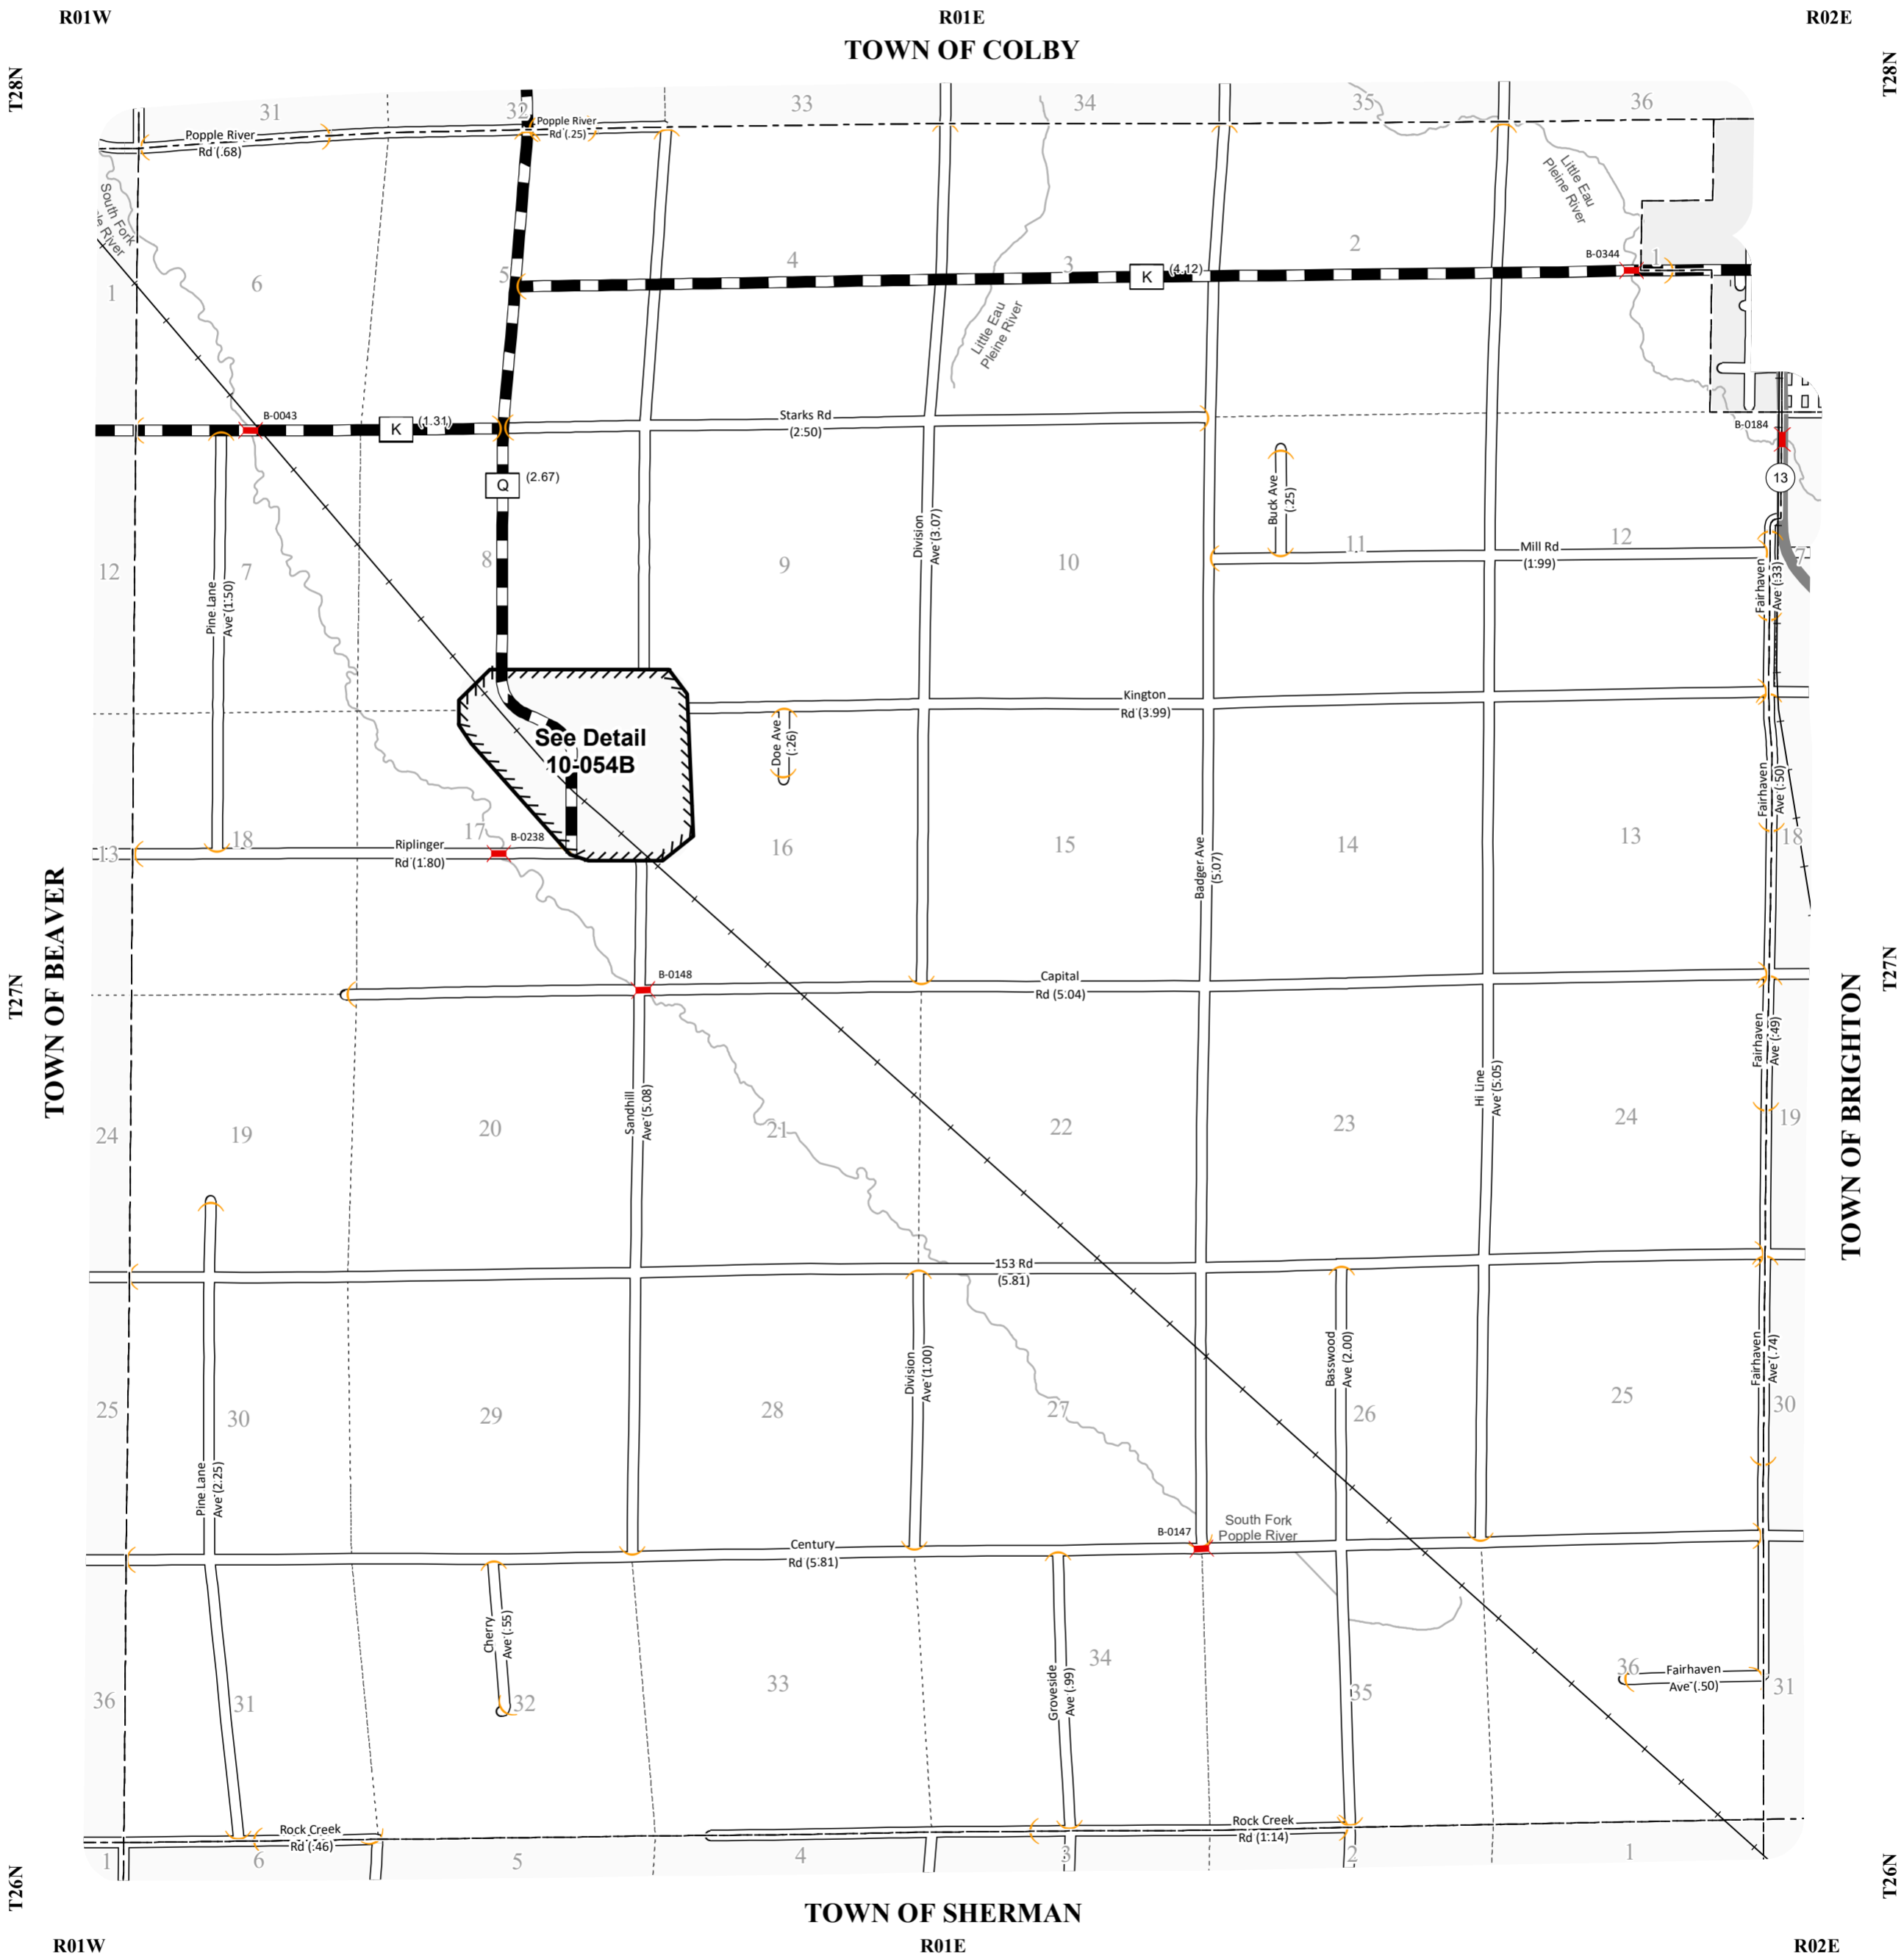 R01W
R01E
R02E
TOWN OF COLBY
T28N
T28N
31
32
33
34
35
36
Popple River
Rd (.68)
Popple River
Rd (.25)
South Fork
le River
Little Eau
Pleine River
Little Eau
Pleine River
1
6
5
4
3
2
1
K
(4.12)
B-0344
B-0043
K
(1.31)
Starks Rd
(2.50)
B-0184
Q
(2.67)
13
Buck Ave
(.25)
Division
Ave (3.07)
12
7
8
9
10
11
12
7
Mill Rd
(1.99)
Pine Lane
Ave (1.50)
Fairhaven
Ave (.33)
Kington
Rd (3.99)
See Detail
10-054B
Doe Ave
(.26)
Fairhaven
Ave (.50)
13
18
17
16
15
14
13
18
B-0238
Riplinger
Rd (1.80)
Badger Ave
(5.07)
TOWN OF BEAVER
T27N
T27N
TOWN OF BRIGHTON
B-0148
Capital
Rd (5.04)
Fairhaven
Ave (.49)
Sandhill
Ave (5.08)
Hi Line
Ave (5.05)
24
19
20
21
22
23
24
19
153 Rd
(5.81)
Division
Ave (1.00)
Basswood
Ave (2.00)
Fairhaven
Ave (.74)
25
30
29
28
27
26
25
30
Pine Lane
Ave (2.25)
Century
Rd (5.81)
B-0147
South Fork
Popple River
Cherry
Ave (.55)
Groveside
Ave (.99)
36
31
32
33
34
35
36
31
Fairhaven
Ave (.50)
Rock Creek
Rd (.46)
Rock Creek
Rd (1.14)
1
6
5
4
3
2
1
T26N
T26N
TOWN OF SHERMAN
R01W
R01E
R02E